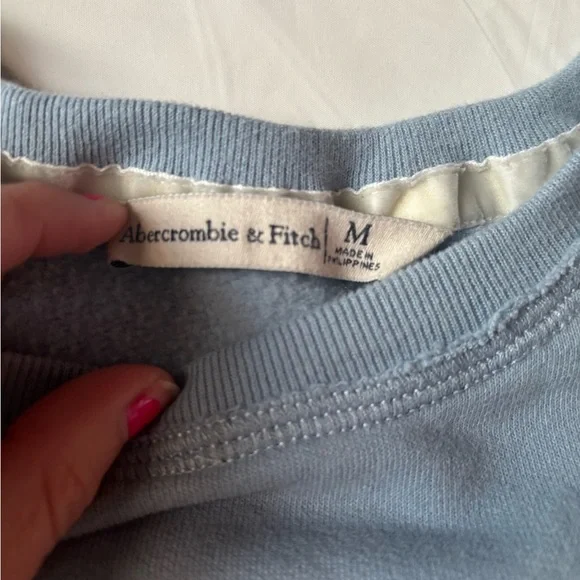 Abercrombie & Fitch M
MADE IN
PHILIPPINES